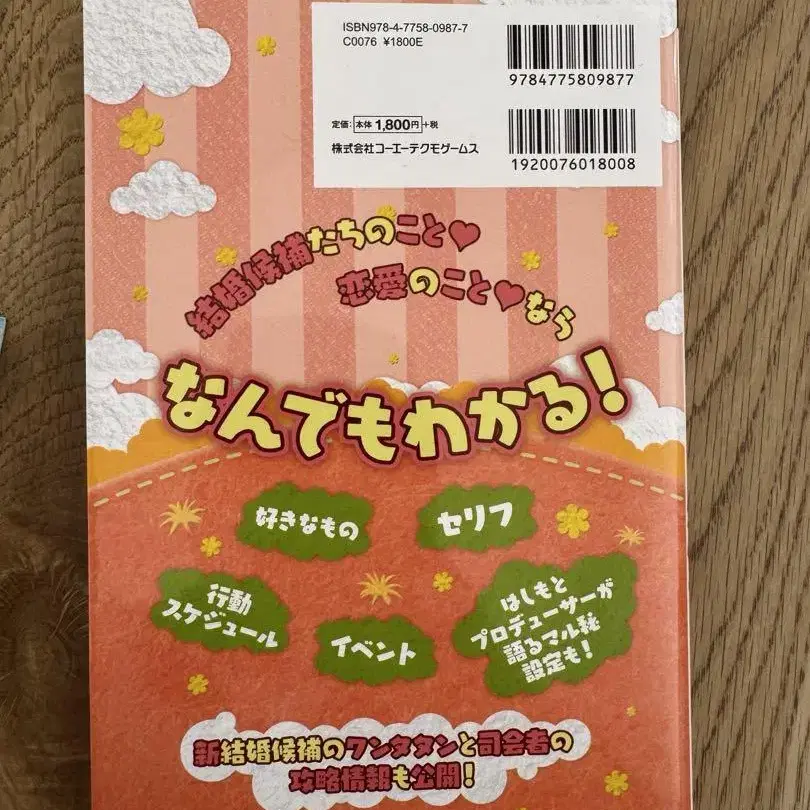 ISBN978-4-7758-0987-7
C0076 ¥1800E
9784775809877
定価：本体1,800円+税
株式会社コーエーテクモゲームス
1920076018008
結婚候補たちのこと♥
恋愛のこと♥なら
なんでもわかる！
好きなもの
セリフ
行動
スケジュール
イベント
はしもと
プロデューサーが
語るマル秘
設定も！
新結婚候補のワンタタンと司会者の
攻略情報も公開！